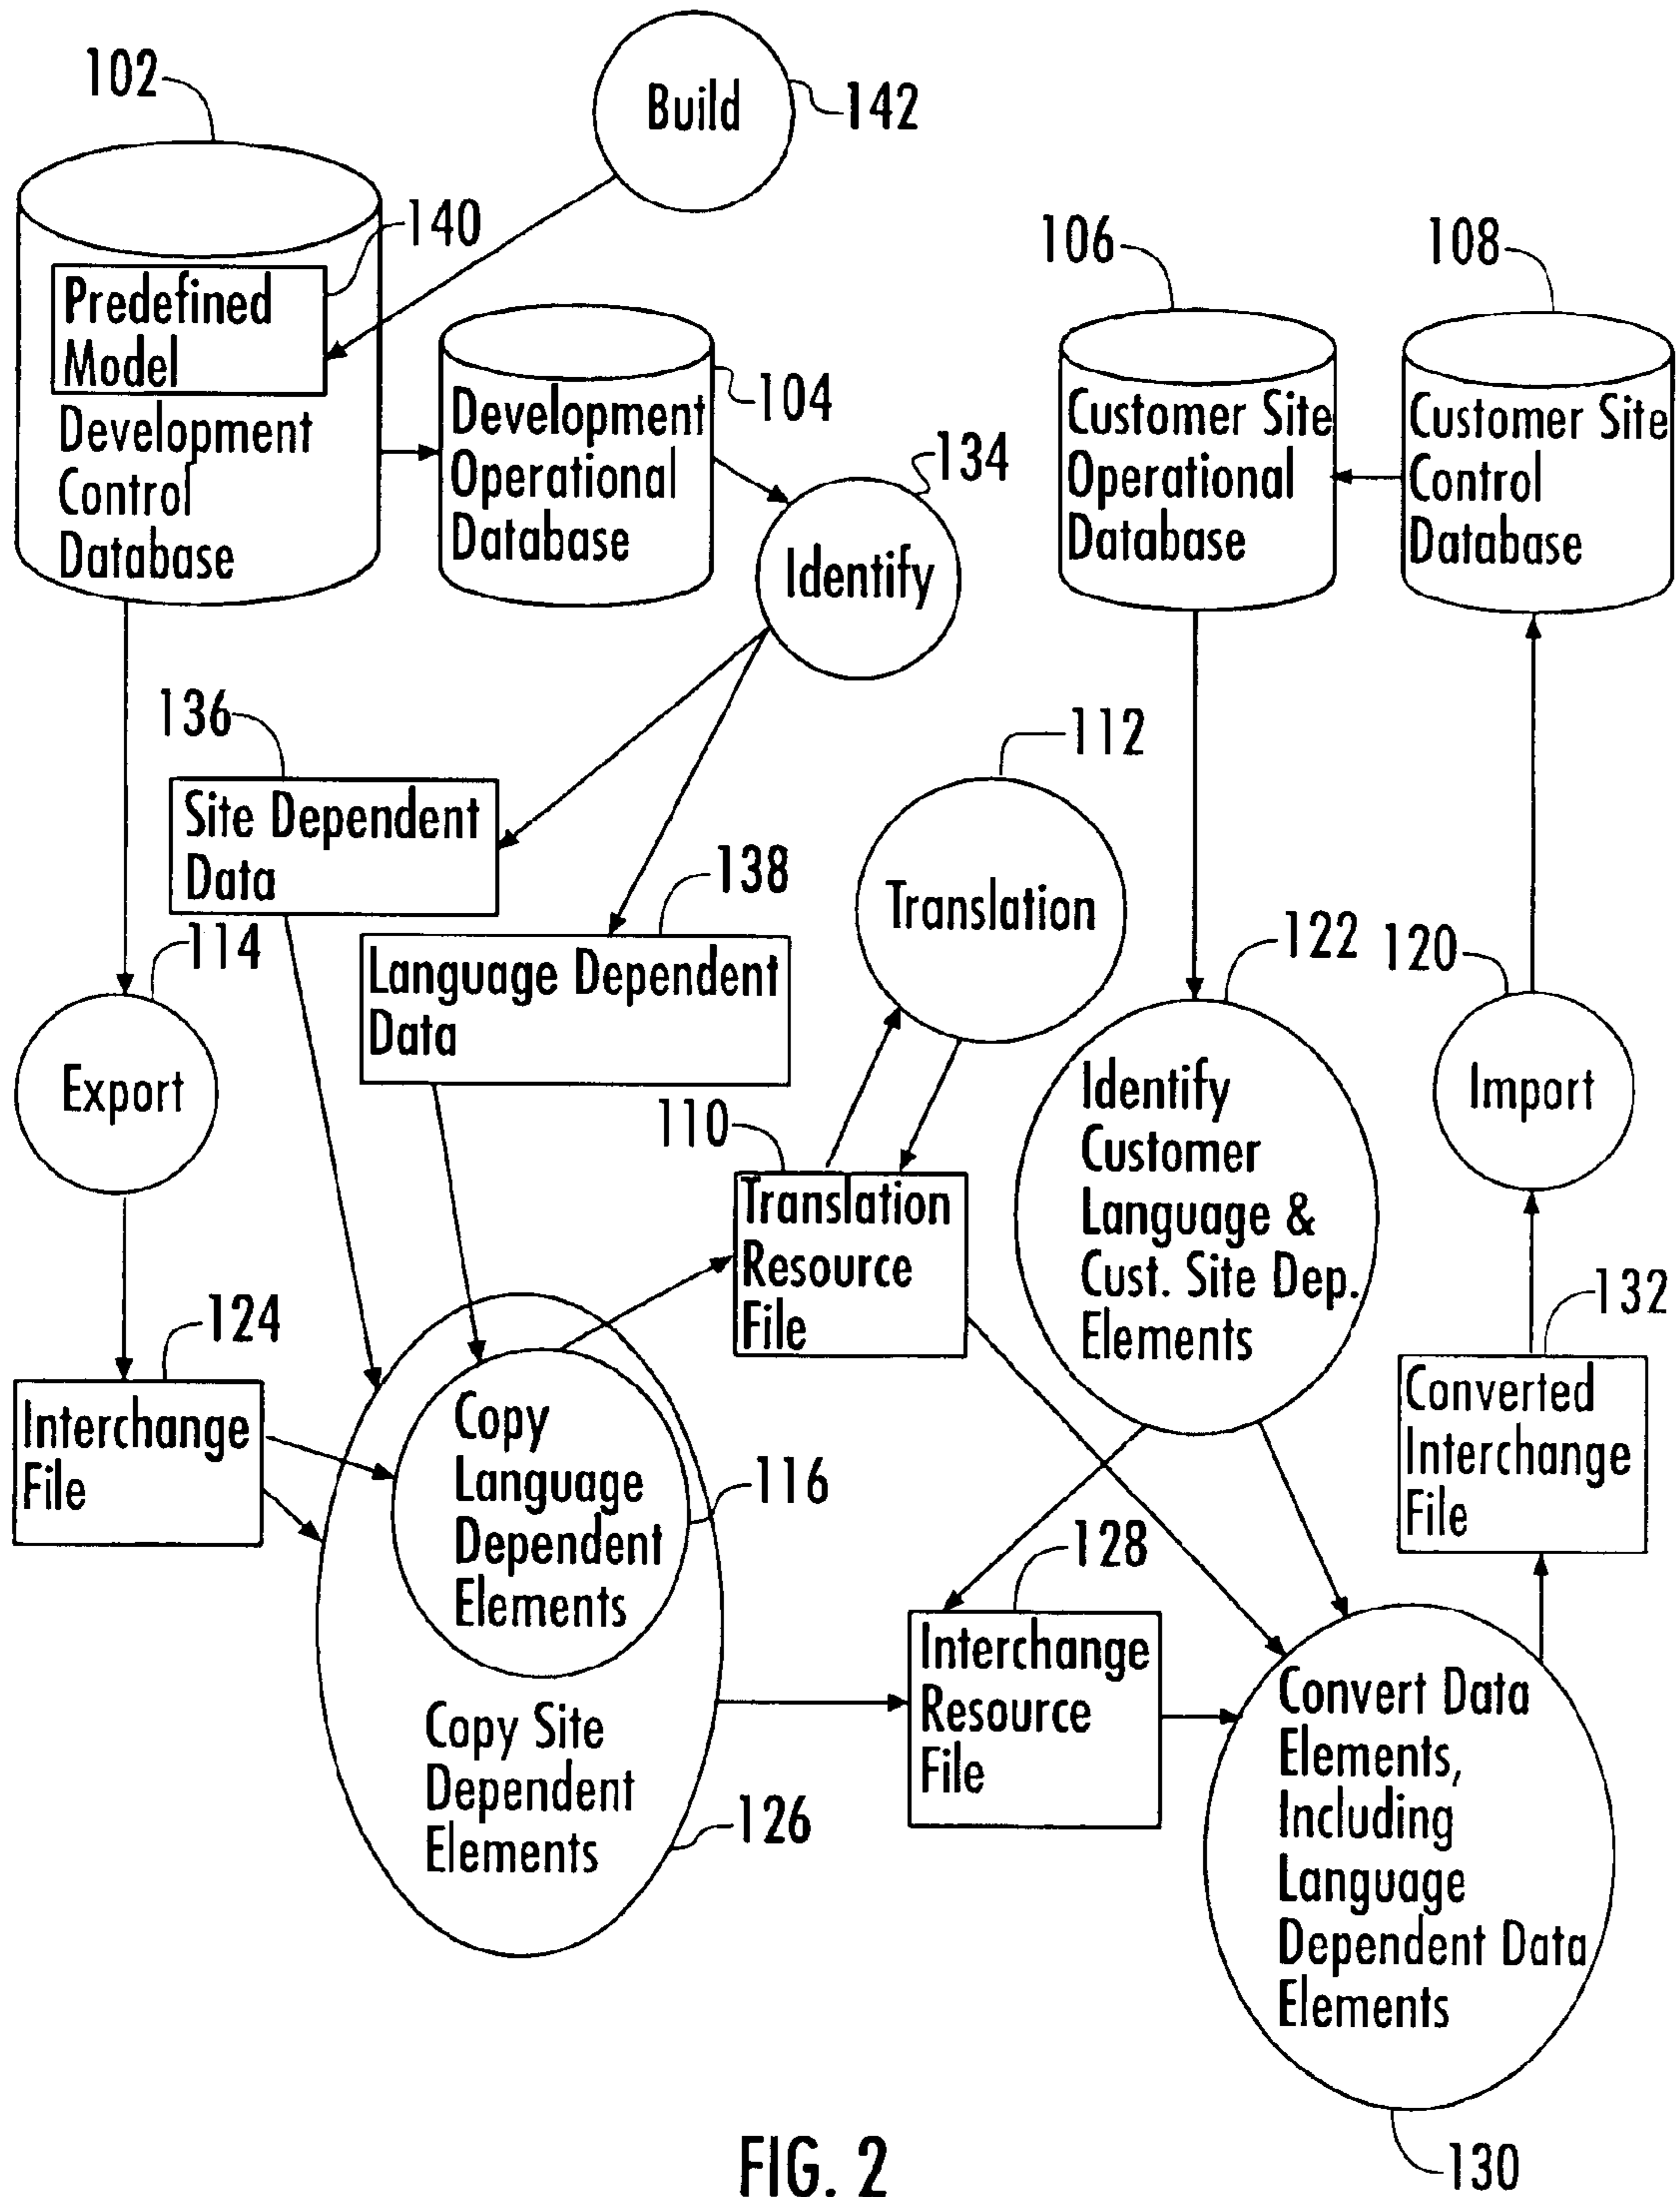 102
Build
142
140
Predefined
Model
Development
Control
Database
104
Development
Operational
Database
134
Identify
106
Customer Site
Operational
Database
108
Customer Site
Control
Database
136
Site Dependent
Data
138
Language Dependent
Data
112
Translation
114
Export
110
Translation
Resource
File
122
Identify
Customer
Language &
Cust. Site Dep.
Elements
120
Import
124
Interchange
File
116
Copy
Language
Dependent
Elements
Copy Site
Dependent
Elements
126
128
Interchange
Resource
File
132
Converted
Interchange
File
Convert Data
Elements,
Including
Language
Dependent Data
Elements
130
FIG. 2